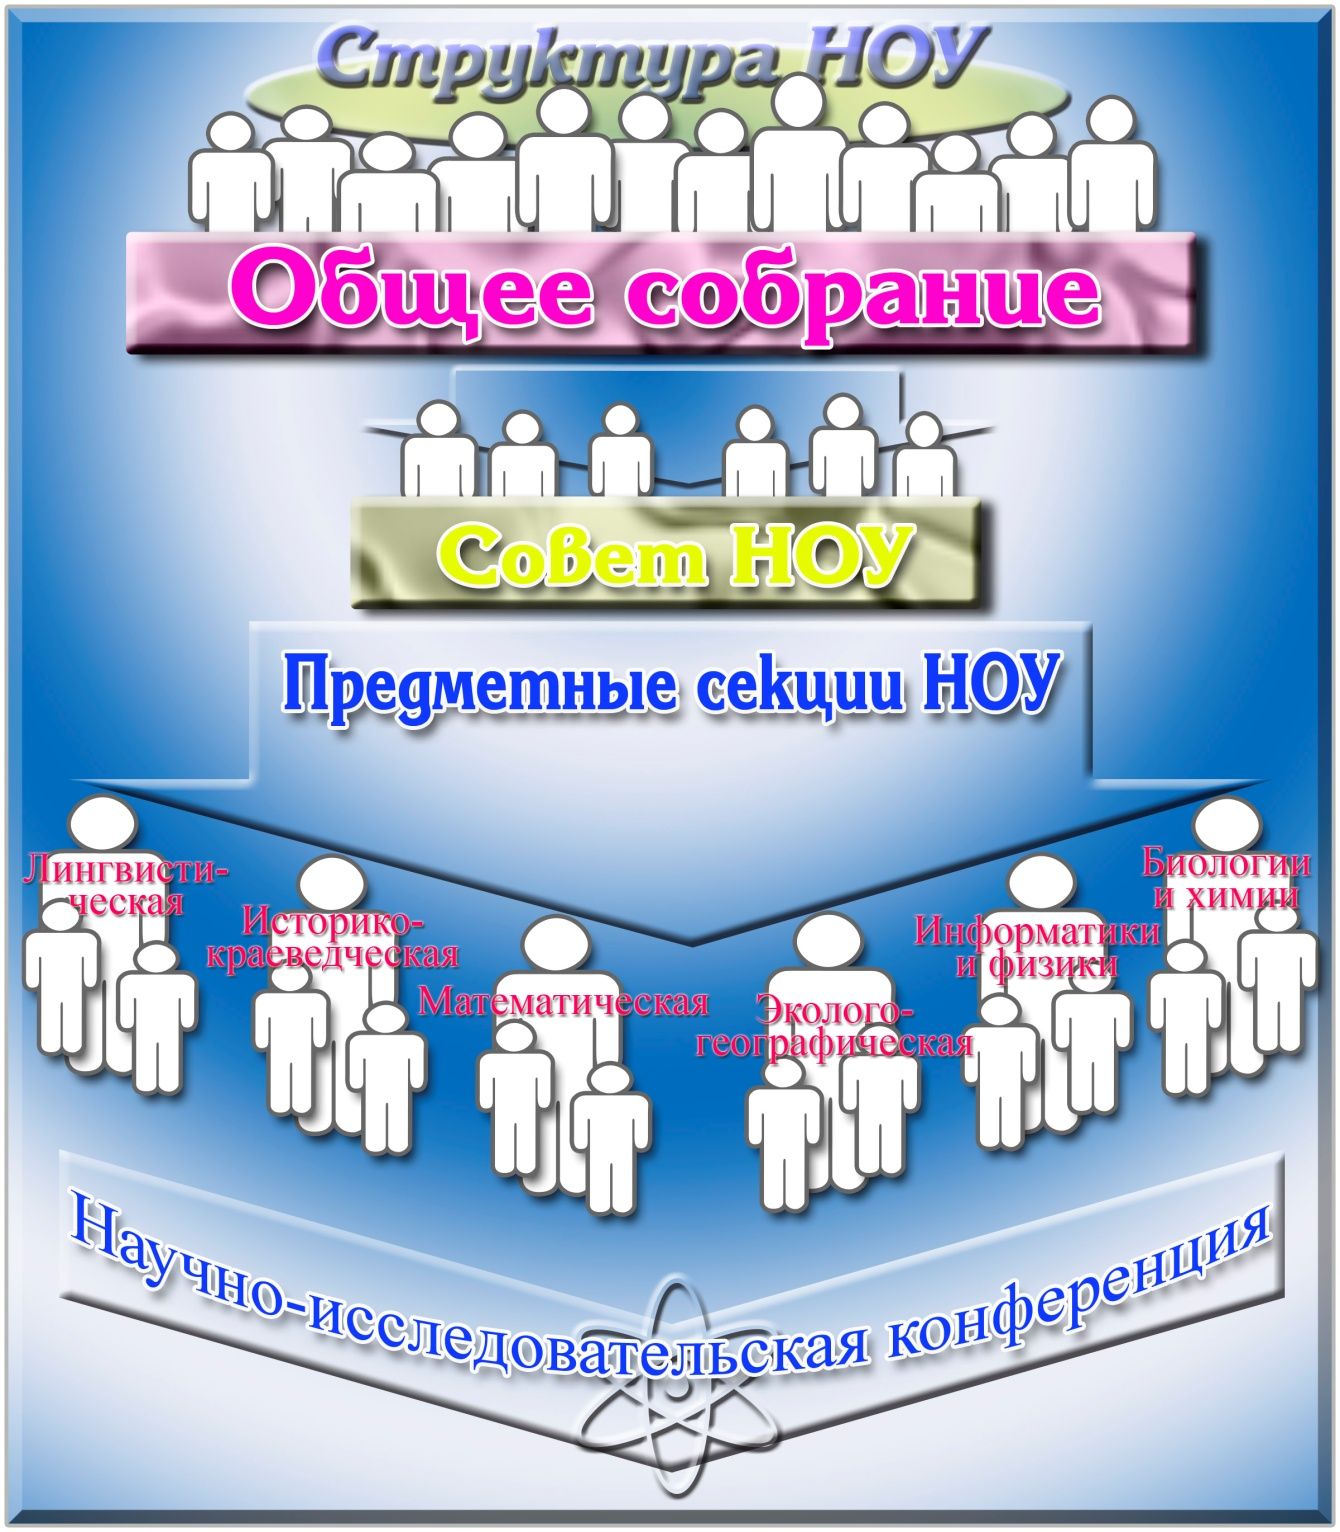 Структура НОУ
Общее собрание
Совет НОУ
Предметные секции НОУ
Лингвисти-
ческая
Историко-
краеведческая
Математическая
Эколого-
географическая
Информатики
и физики
Биологии
и химии
Научно-исследовательская конференция